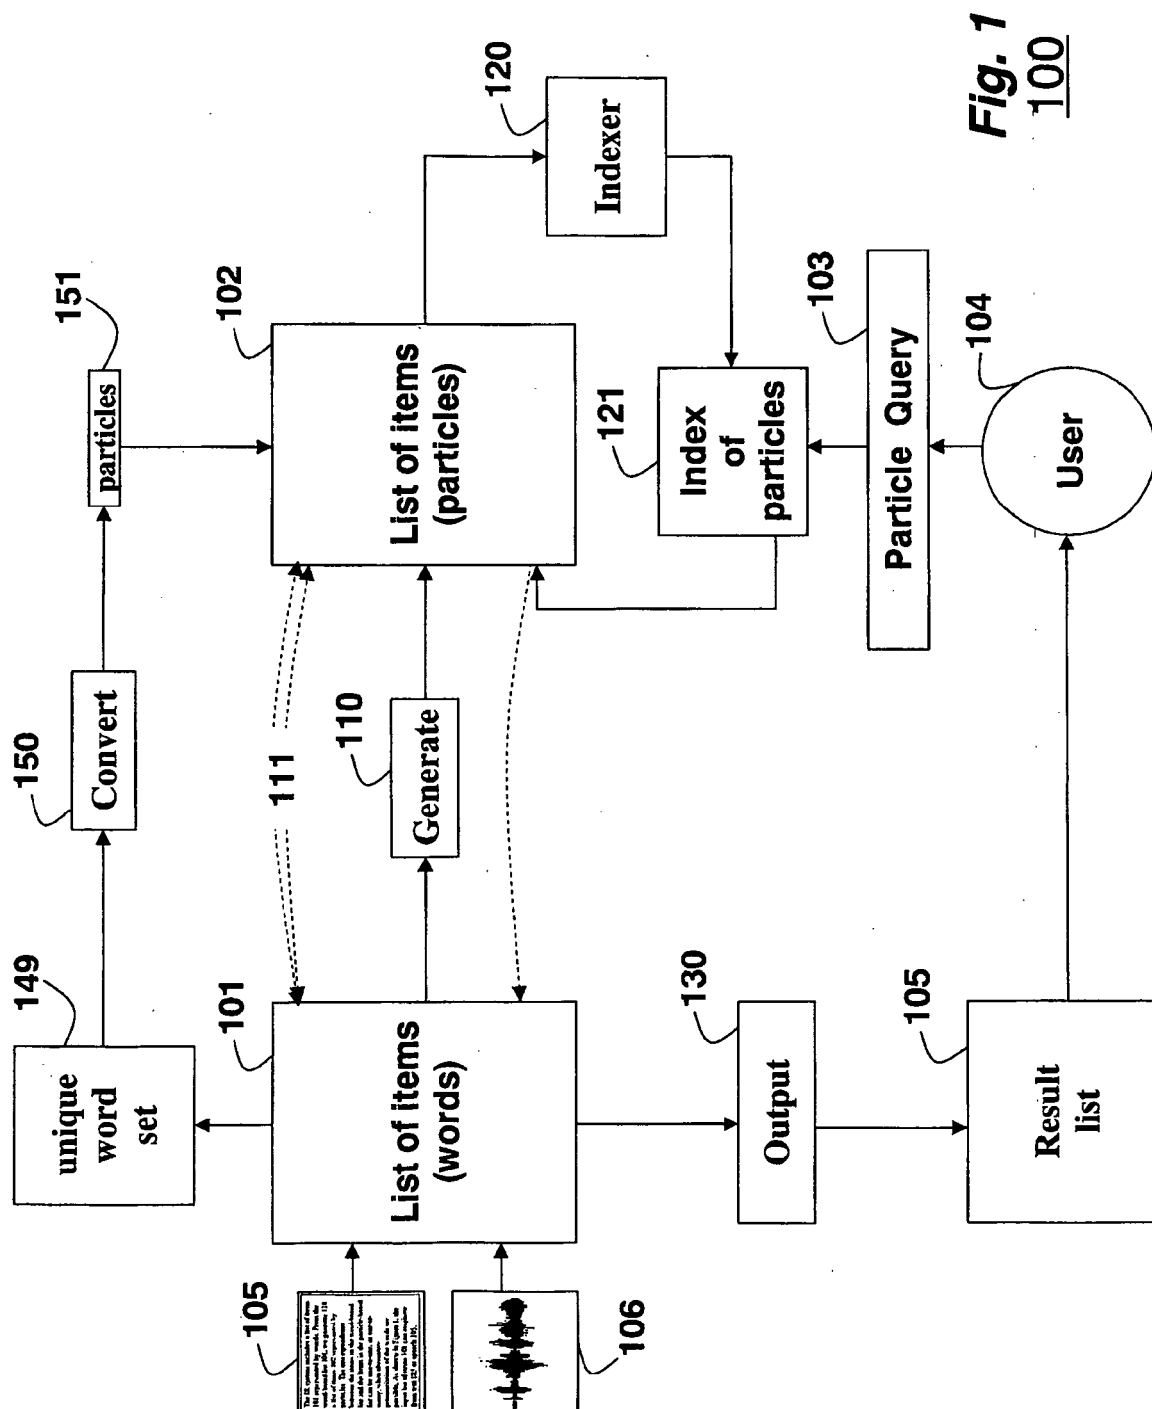 149
unique
word
set
150
Convert
151
particles
105
106
101
List of items
(words)
111
110
Generate
102
List of items
(particles)
120
Indexer
121
Index
of
particles
130
Output
103
Particle Query
105
Result
list
104
User
Fig. 1
100